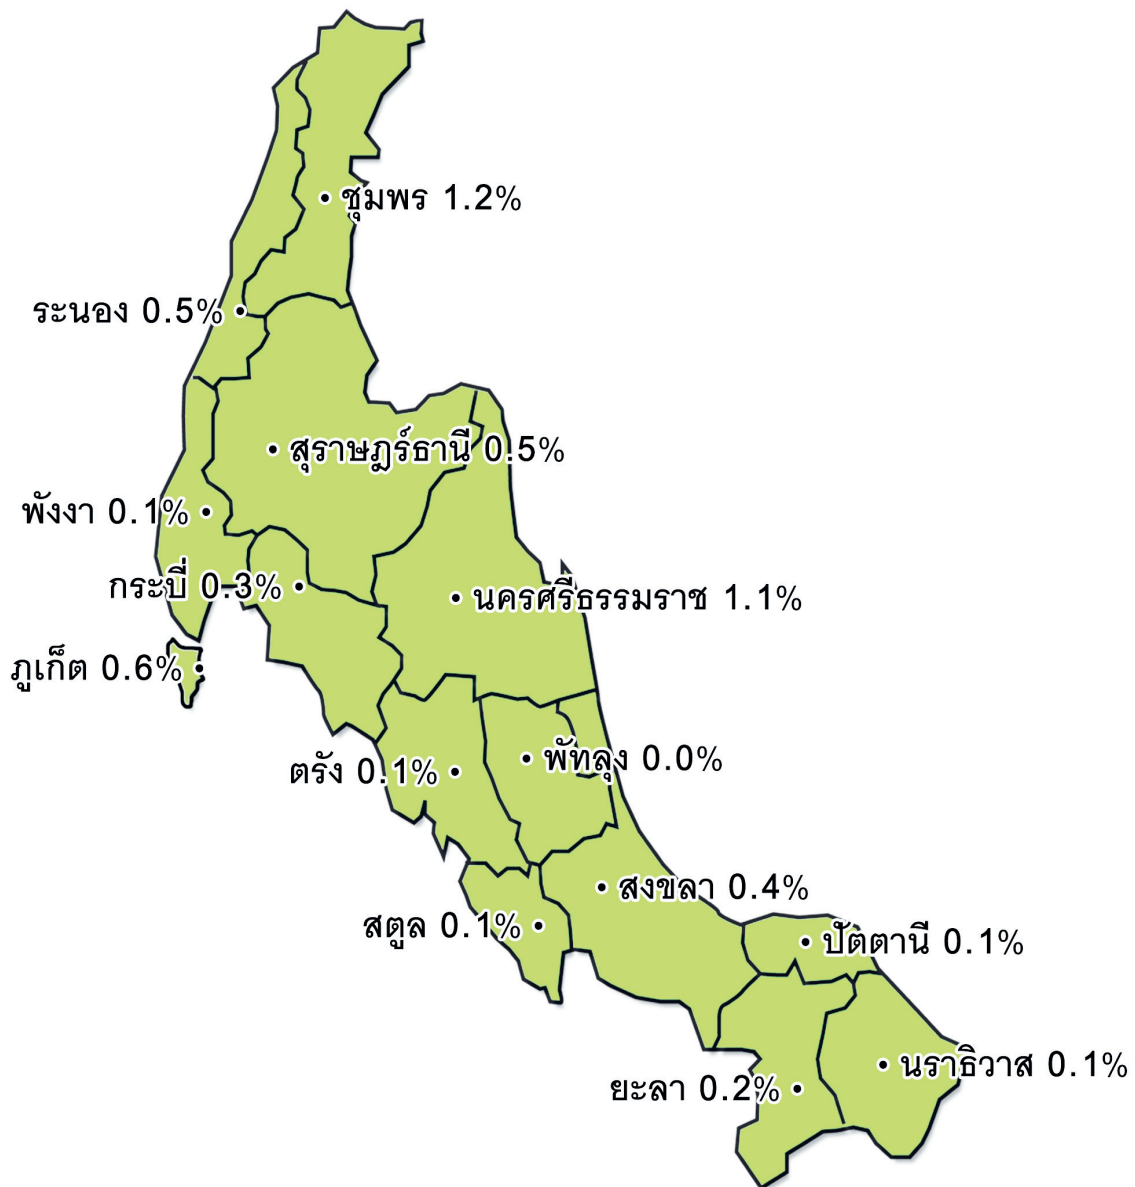 ชุมพร 1.2%
ระนอง 0.5%
สุราษฎร์ธานี 0.5%
พังงา 0.1%
กระบี่ 0.3%
นครศรีธรรมราช 1.1%
ภูเก็ต 0.6%
ตรัง 0.1%
พัทลุง 0.0%
สงขลา 0.4%
สตูล 0.1%
ปัตตานี 0.1%
นราธิวาส 0.1%
ยะลา 0.2%